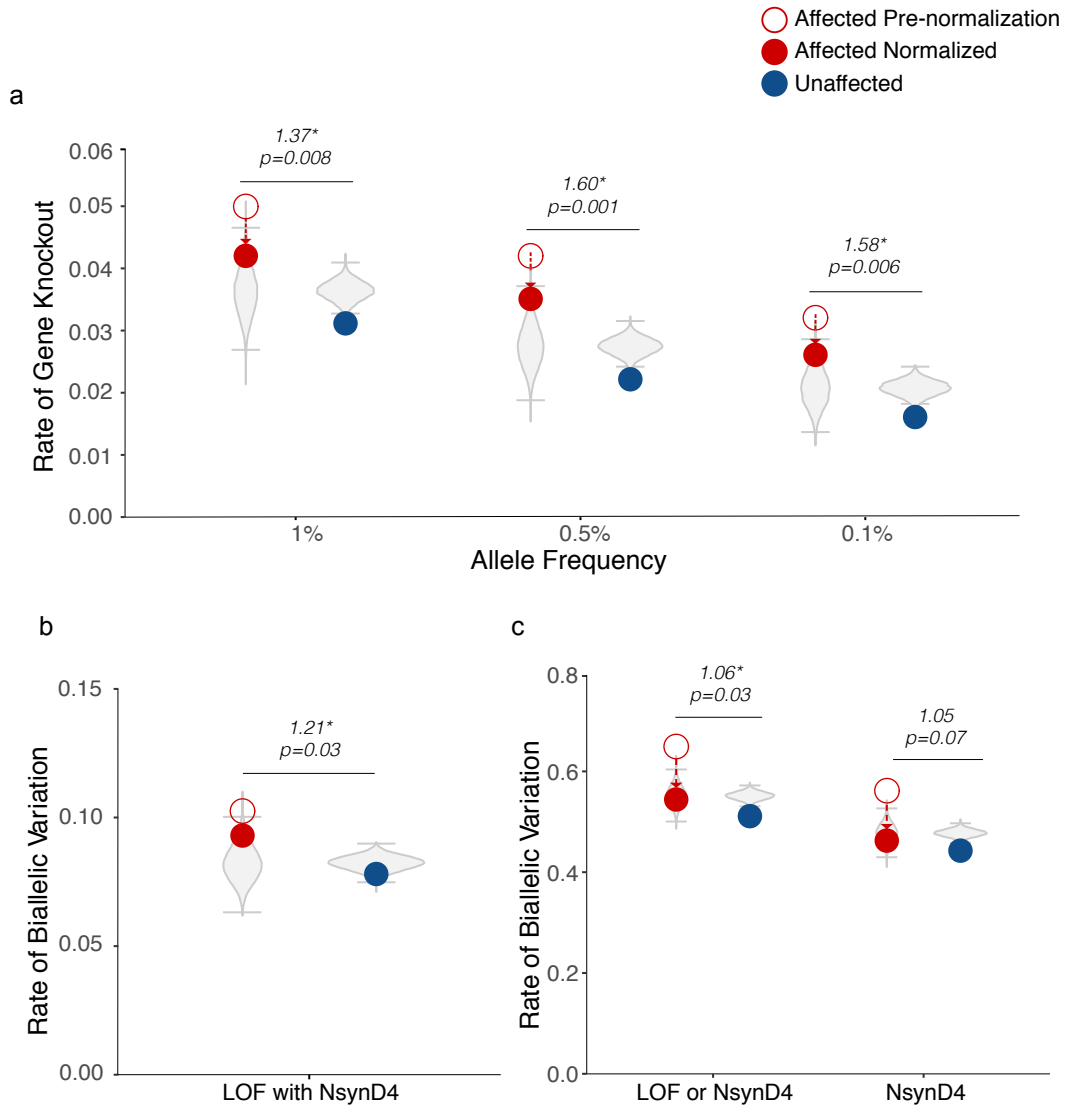 Affected Pre-normalization
Affected Normalized
Unaffected
a
Rate of Gene Knockout
0.06
0.05
0.04
0.03
0.02
0.01
0.00
1.37*
p=0.008
1.60*
p=0.001
1.58*
p=0.006
1%
0.5%
0.1%
Allele Frequency
b
Rate of Biallelic Variation
0.15
0.10
0.05
0.00
1.21*
p=0.03
LOF with NsynD4
c
Rate of Biallelic Variation
0.8
0.6
0.4
0.2
0.0
1.06*
p=0.03
1.05
p=0.07
LOF or NsynD4
NsynD4